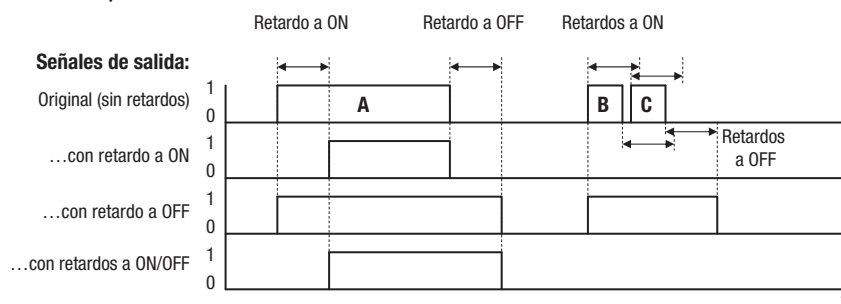 Retardo a ON Retardo a OFF Retardos a ON
Señales de salida:
Original (sin retardos) 1 0 A B C
Retardos
a OFF
…con retardo a ON 1 0
…con retardo a OFF 1 0
…con retardos a ON/OFF 1 0